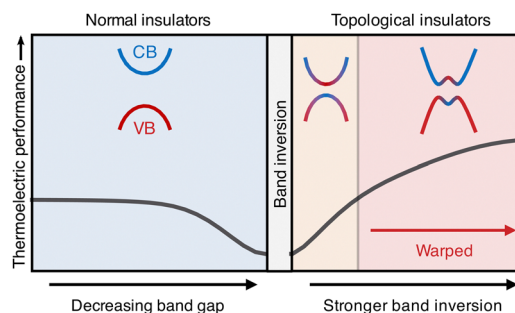 Normal insulators
Topological insulators
Thermoelectric performance
CB
VB
Band inversion
Warped
Decreasing band gap
Stronger band inversion